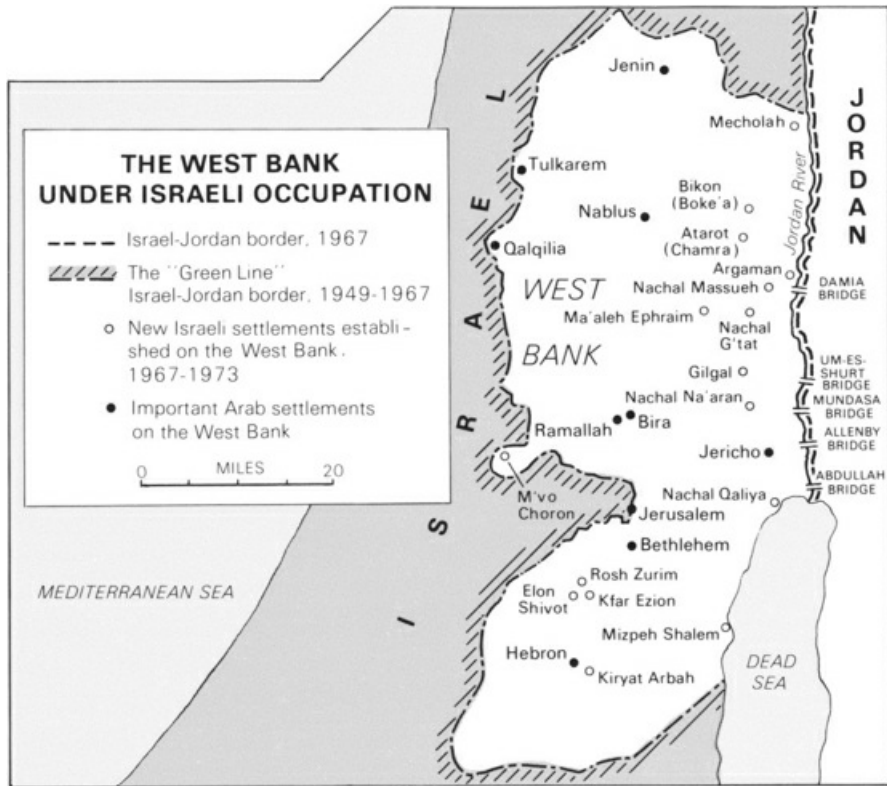 THE WEST BANK
UNDER ISRAELI OCCUPATION
Israel-Jordan border, 1967
The "Green Line"
Israel-Jordan border, 1949-1967
New Israeli settlements establi-
shed on the West Bank,
1967-1973
Important Arab settlements
on the West Bank
0 MILES 20
MEDITERRANEAN SEA
ISRAEL
JORDAN
Jordan River
WEST
BANK
Jenin
Mecholah
Tulkarem
Bikon
(Boke'a)
Nablus
Atarot
(Chamra)
Qalqilia
Argaman
Nachal Massueh
DAMIA
BRIDGE
Ma'aleh Ephraim
Nachal
G'tat
Gilgal
UM-ES-
SHURT
BRIDGE
Nachal Na'aran
MUNDASA
BRIDGE
Ramallah
Bira
ALLENBY
BRIDGE
Jericho
M'vo
Choron
ABDULLAH
BRIDGE
Nachal Qaliya
Jerusalem
Bethlehem
Rosh Zurim
Elon
Shivot
Kfar Ezion
Mizpeh Shalem
Hebron
Kiryat Arbah
DEAD
SEA